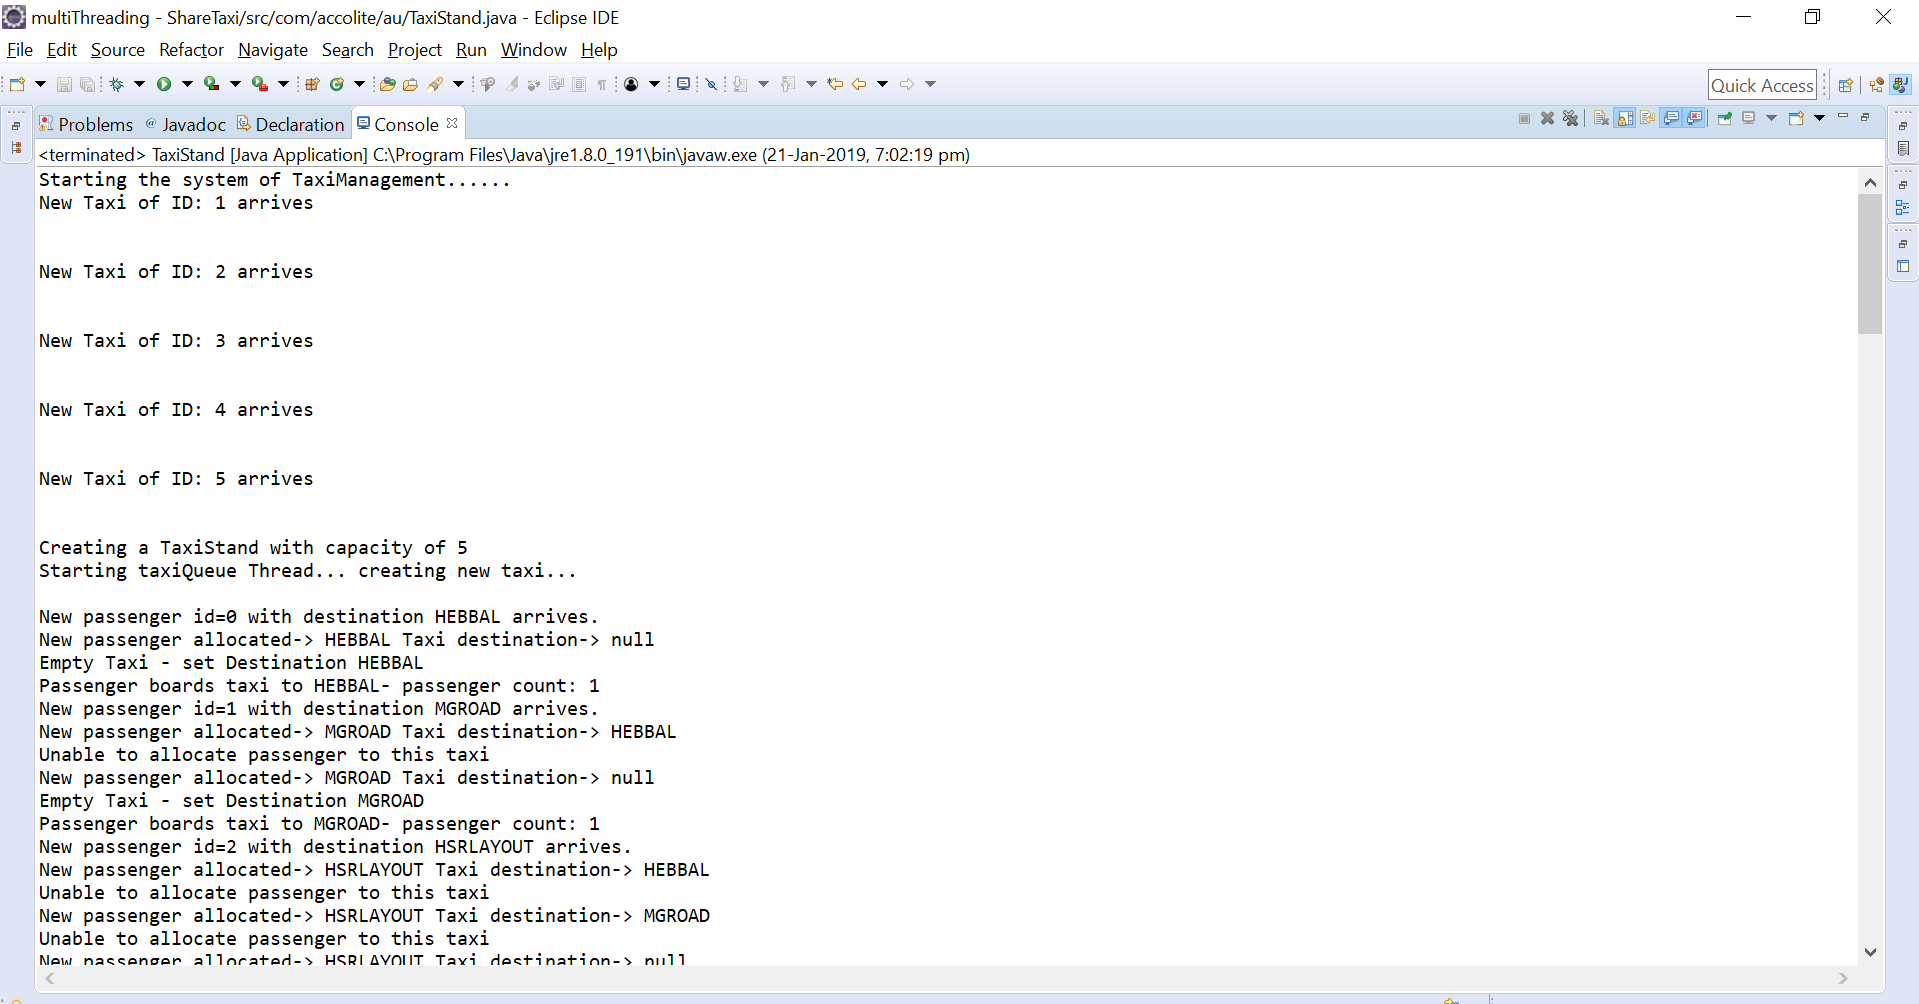 multiThreading - ShareTaxi/src/com/accolite/au/TaxiStand.java - Eclipse IDE
File Edit Source Refactor Navigate Search Project Run Window Help
Quick Access
Problems @ Javadoc Declaration Console
<terminated> TaxiStand [Java Application] C:\Program Files\Java\jre1.8.0_191\bin\javaw.exe (21-Jan-2019, 7:02:19 pm)
Starting the system of TaxiManagement......
New Taxi of ID: 1 arrives
New Taxi of ID: 2 arrives
New Taxi of ID: 3 arrives
New Taxi of ID: 4 arrives
New Taxi of ID: 5 arrives
Creating a TaxiStand with capacity of 5
Starting taxiQueue Thread... creating new taxi...
New passenger id=0 with destination HEBBAL arrives.
New passenger allocated-> HEBBAL Taxi destination-> null
Empty Taxi - set Destination HEBBAL
Passenger boards taxi to HEBBAL- passenger count: 1
New passenger id=1 with destination MGROAD arrives.
New passenger allocated-> MGROAD Taxi destination-> HEBBAL
Unable to allocate passenger to this taxi
New passenger allocated-> MGROAD Taxi destination-> null
Empty Taxi - set Destination MGROAD
Passenger boards taxi to MGROAD- passenger count: 1
New passenger id=2 with destination HSRLAYOUT arrives.
New passenger allocated-> HSRLAYOUT Taxi destination-> HEBBAL
Unable to allocate passenger to this taxi
New passenger allocated-> HSRLAYOUT Taxi destination-> MGROAD
Unable to allocate passenger to this taxi
New passenger allocated-> HSRLAYOUT Taxi destination-> null